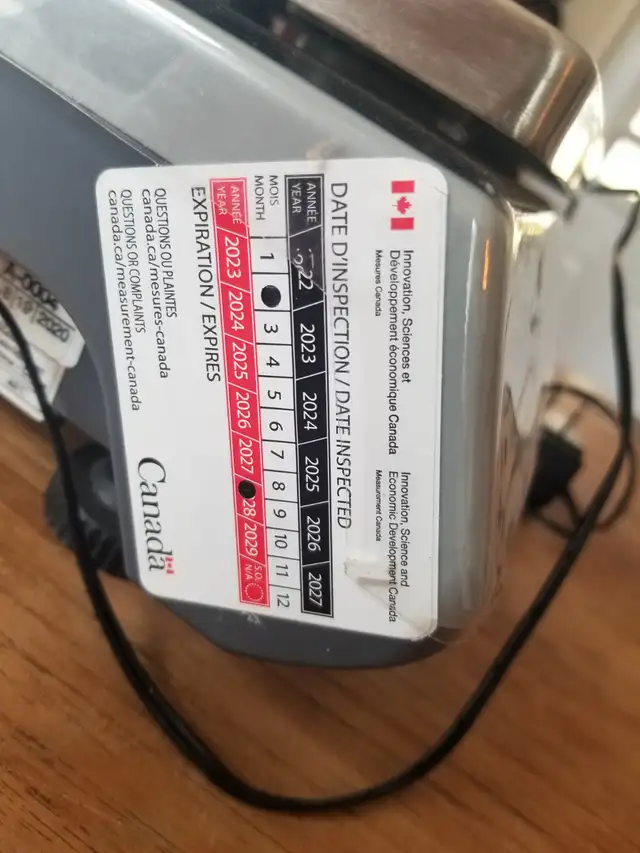 Innovation, Sciences et
Développement économique Canada
Mesures Canada
Innovation, Science and
Economic Development Canada
Measurement Canada
DATE D'INSPECTION / DATE INSPECTED
ANNÉE
YEAR
22 2023 2024 2025 2026 2027
MOIS
MONTH
1 3 4 5 6 7 8 9 10 11 12
ANNÉE
YEAR
2023 2024 2025 2026 2027 28 2029 S.O. N/A
EXPIRATION / EXPIRES
QUESTIONS OU PLAINTES
canada.ca/mesures-canada
QUESTIONS OR COMPLAINTS
canada.ca/measurement-canada
Canada
2020